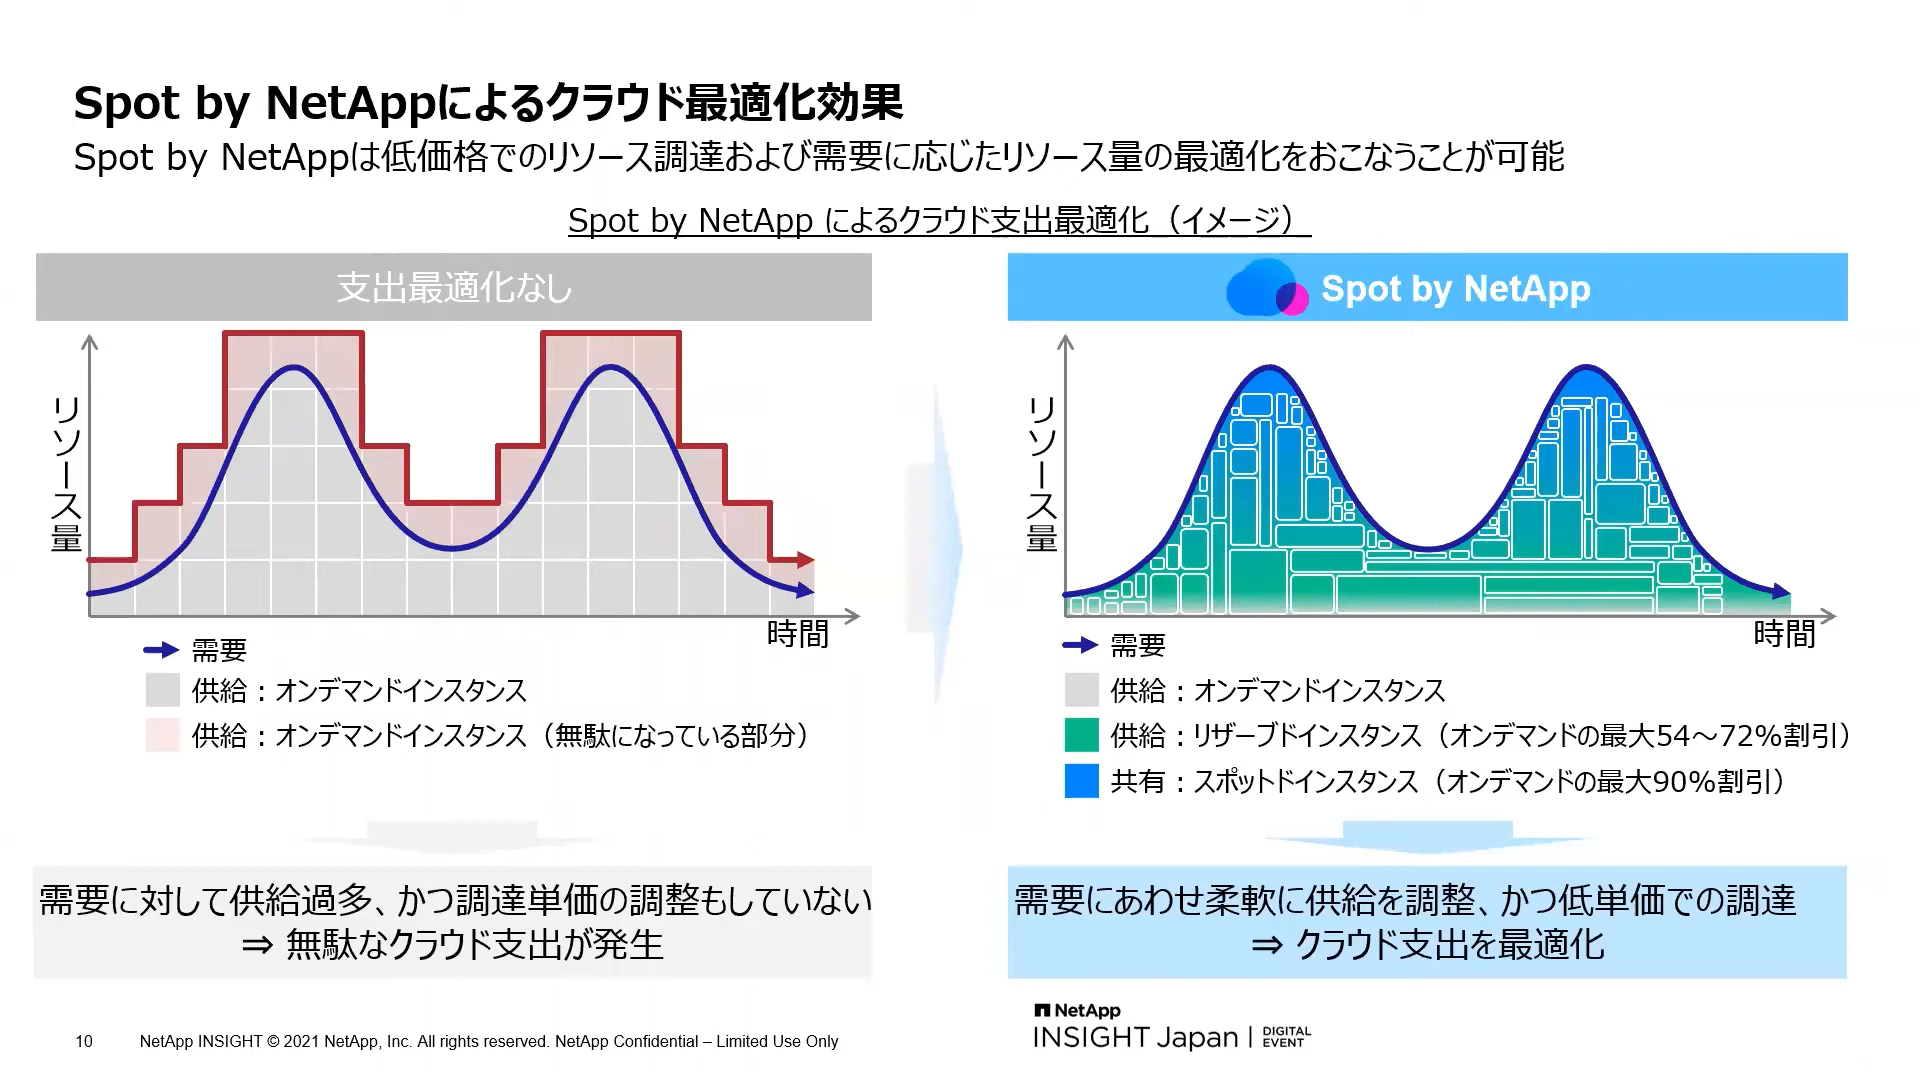 Spot by NetAppによるクラウド最適化効果
Spot by NetAppは低価格でのリソース調達および需要に応じたリソース量の最適化をおこなうことが可能
Spot by NetApp によるクラウド支出最適化（イメージ）
支出最適化なし
リソース量
時間
需要
供給：オンデマンドインスタンス
供給：オンデマンドインスタンス（無駄になっている部分）
需要に対して供給過多、かつ調達単価の調整もしていない
⇒ 無駄なクラウド支出が発生
Spot by NetApp
リソース量
時間
需要
供給：オンデマンドインスタンス
供給：リザーブドインスタンス（オンデマンドの最大54～72%割引）
共有：スポットドインスタンス（オンデマンドの最大90%割引）
需要にあわせ柔軟に供給を調整、かつ低単価での調達
⇒ クラウド支出を最適化
10 NetApp INSIGHT © 2021 NetApp, Inc. All rights reserved. NetApp Confidential – Limited Use Only
NetApp
INSIGHT Japan | DIGITAL EVENT